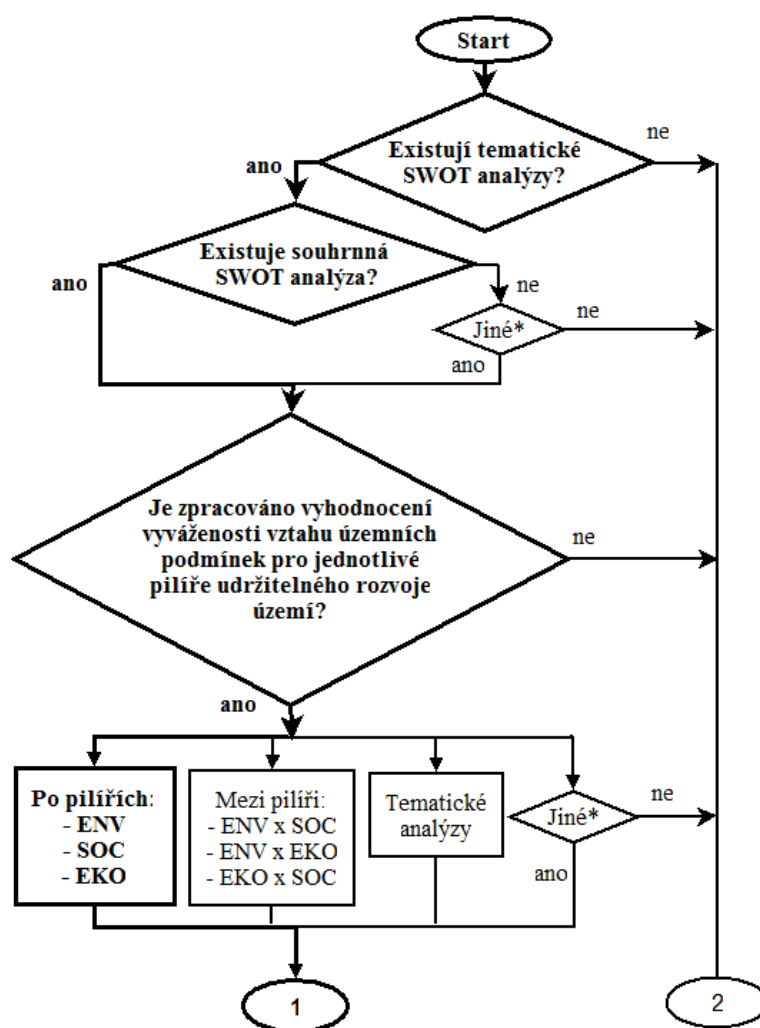 Start
ne
Existují tematické
SWOT analýzy?
ano
Existuje souhrnná
SWOT analýza?
ano
ne
Jiné*
ne
ano
Je zpracováno vyhodnocení
vyváženosti vztahu územních
podmínek pro jednotlivé
pilíře udržitelného rozvoje
území?
ne
ano
Po pilířích:
- ENV
- SOC
- EKO
Mezi pilíři:
- ENV x SOC
- ENV x EKO
- EKO x SOC
Tematické
analýzy
Jiné*
ne
ano
1
2